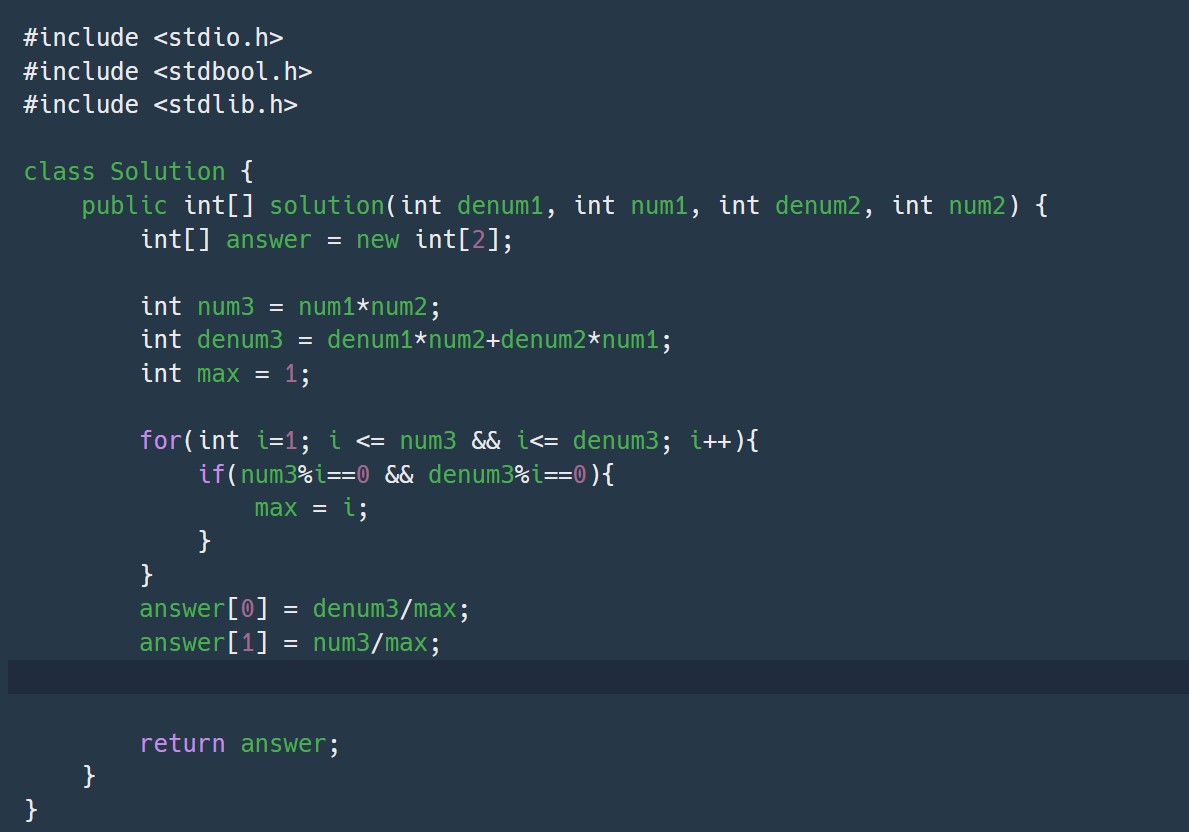 #include <stdio.h>
#include <stdbool.h>
#include <stdlib.h>
class Solution {
    public int[] solution(int denum1, int num1, int denum2, int num2) {
        int[] answer = new int[2];
        int num3 = num1*num2;
        int denum3 = denum1*num2+denum2*num1;
        int max = 1;
        for(int i=1; i <= num3 && i<= denum3; i++){
            if(num3%i==0 && denum3%i==0){
                max = i;
            }
        }
        answer[0] = denum3/max;
        answer[1] = num3/max;
        return answer;
    }
}